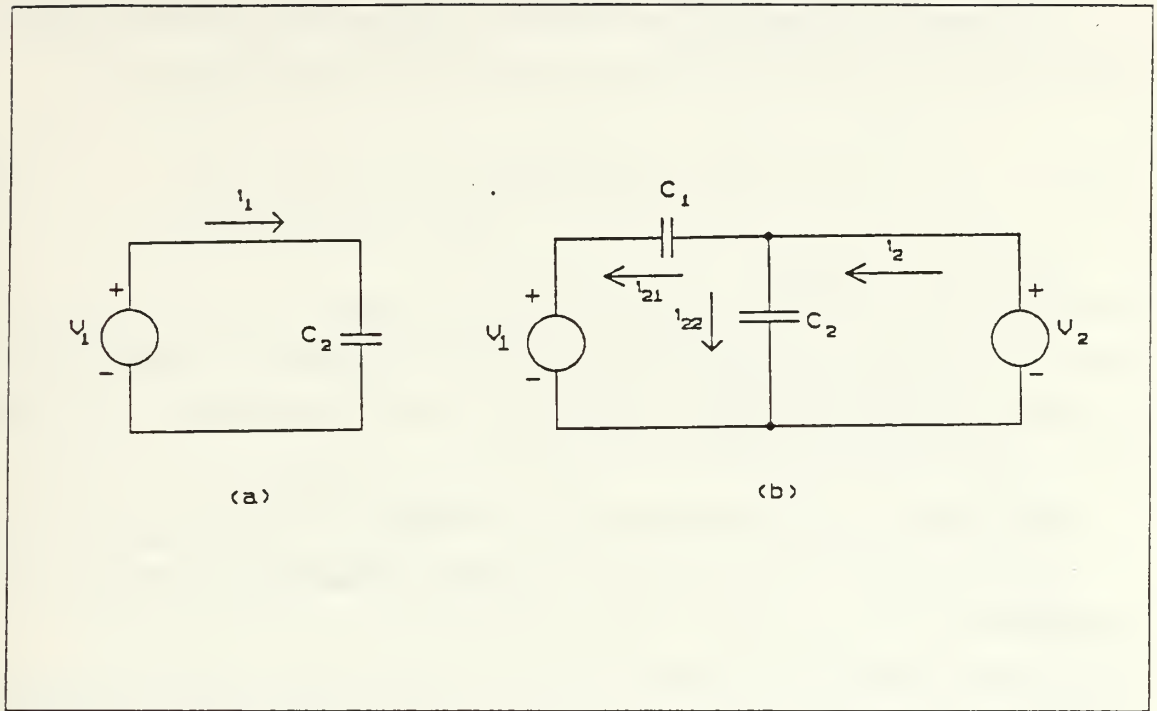 i₁
+
V₁
-
C₂
(a)
C₁
i₂
i₂₁
i₂₂
+
V₁
-
C₂
+
V₂
-
(b)